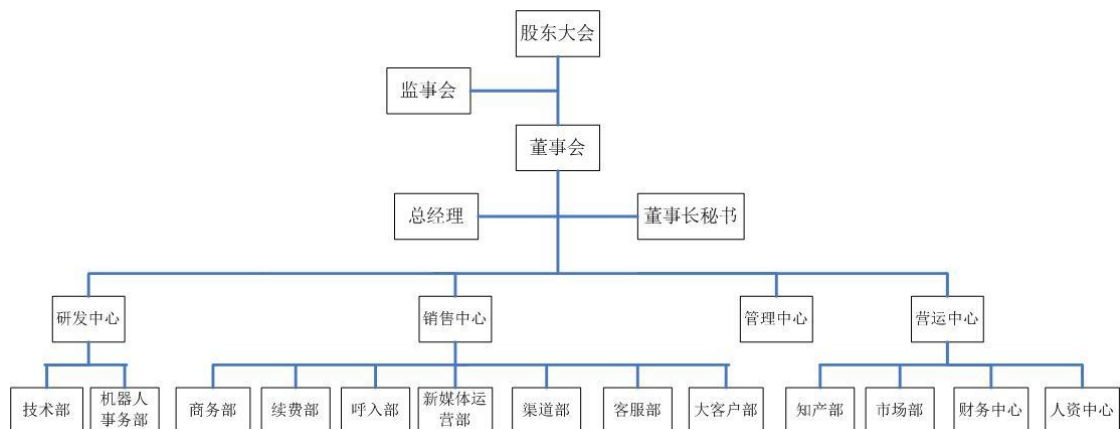 股东大会
监事会
董事会
总经理
董事长秘书
研发中心
销售中心
管理中心
营运中心
技术部
机器人
事务部
商务部
续费部
呼入部
新媒体运
营部
渠道部
客服部
大客户部
知产部
市场部
财务中心
人资中心